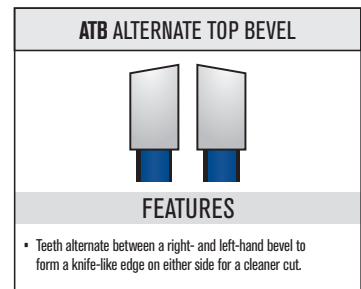 ATB ALTERNATE TOP BEVEL
FEATURES
▪ Teeth alternate between a right- and left-hand bevel to
form a knife-like edge on either side for a cleaner cut.